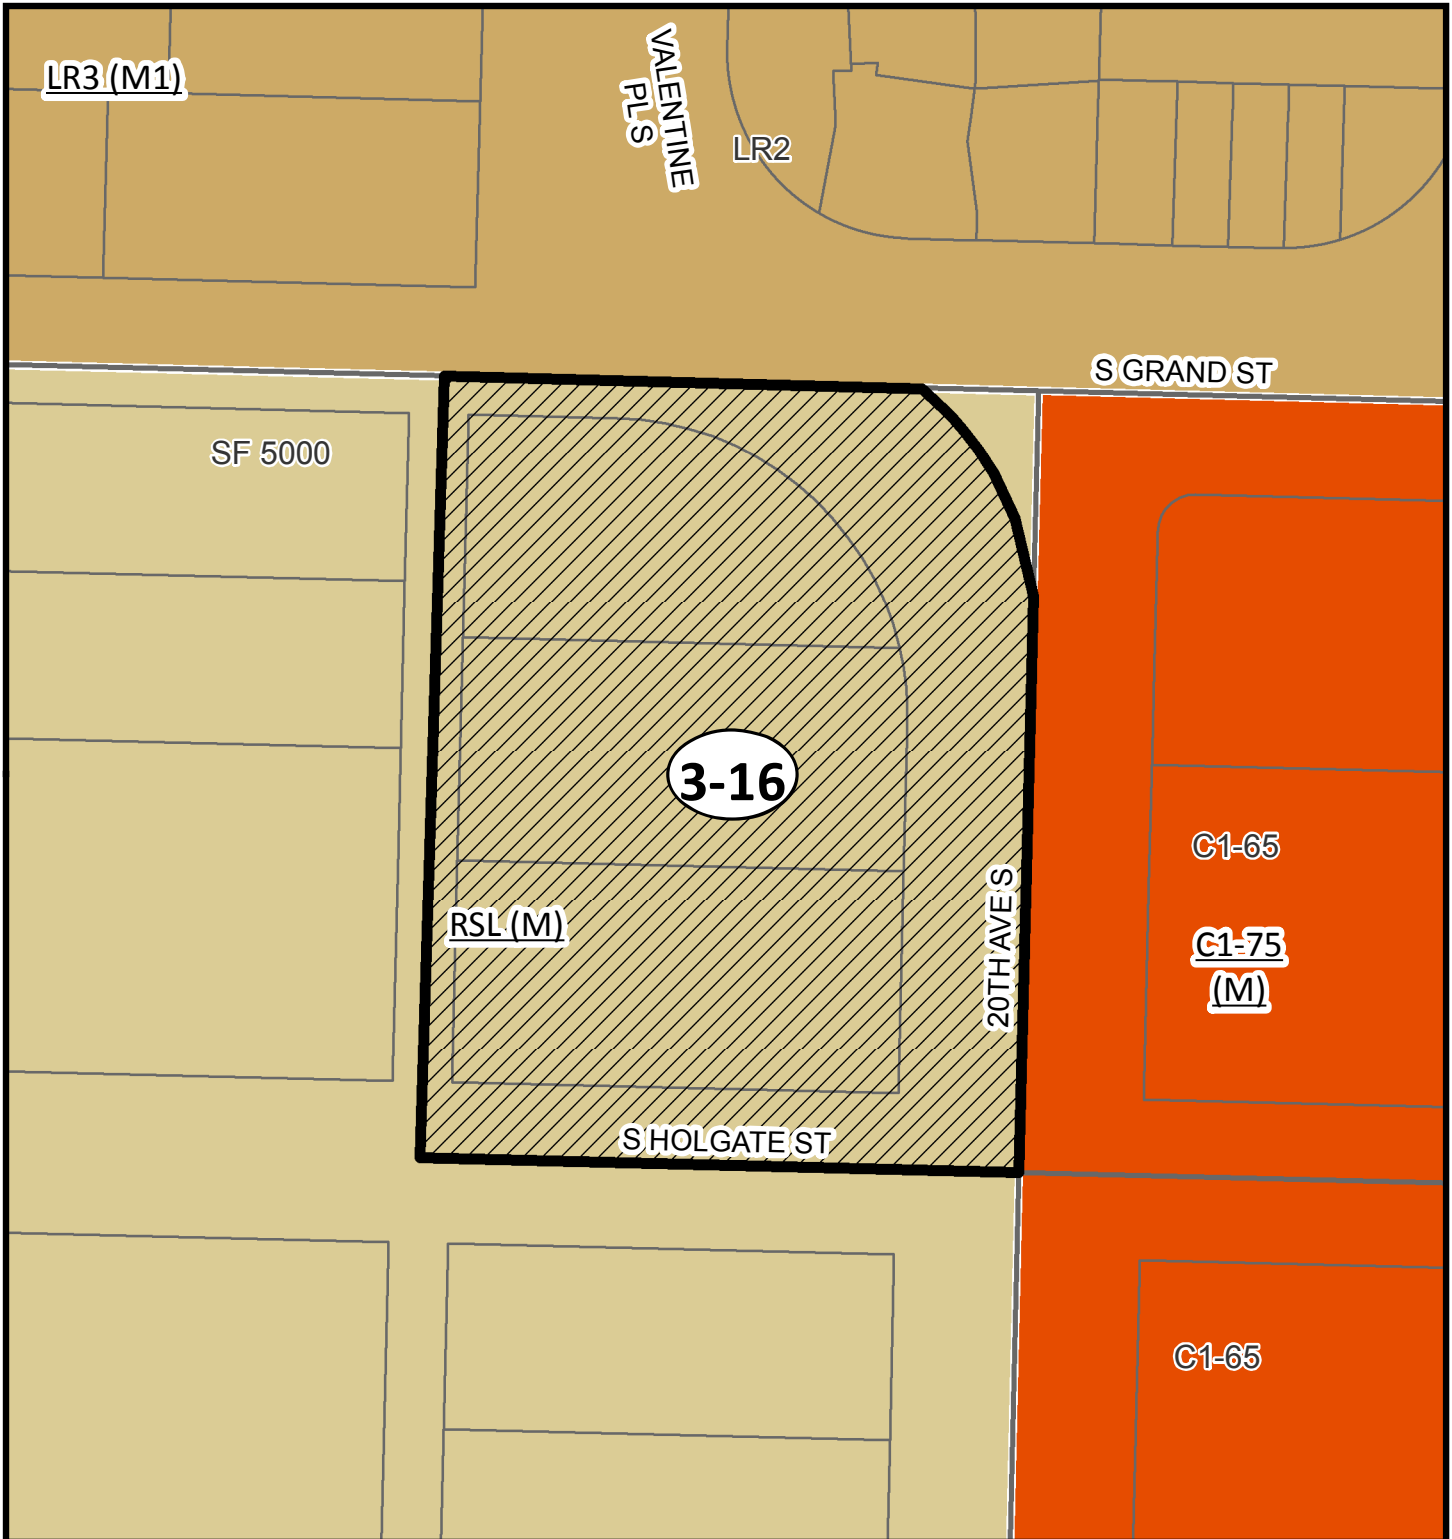 LR3 (M1)
VALENTINE
PL S
LR2
S GRAND ST
SF 5000
3-16
C1-65
RSL (M)
20TH AVE S
C1-75
(M)
S HOLGATE ST
C1-65